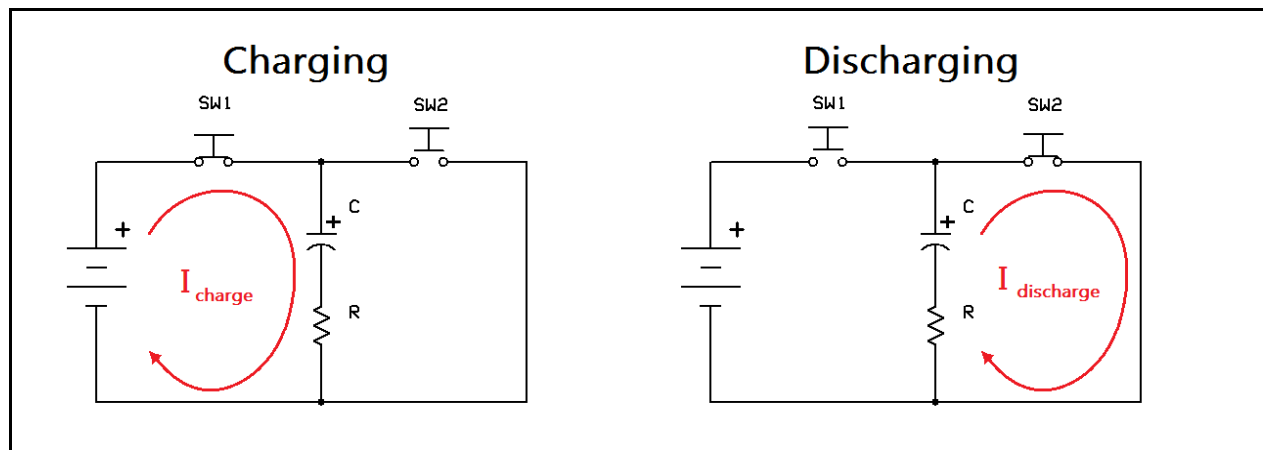 Charging
SW1
SW2
+
+
C
I charge
R
Discharging
SW1
SW2
+
+
C
I discharge
R